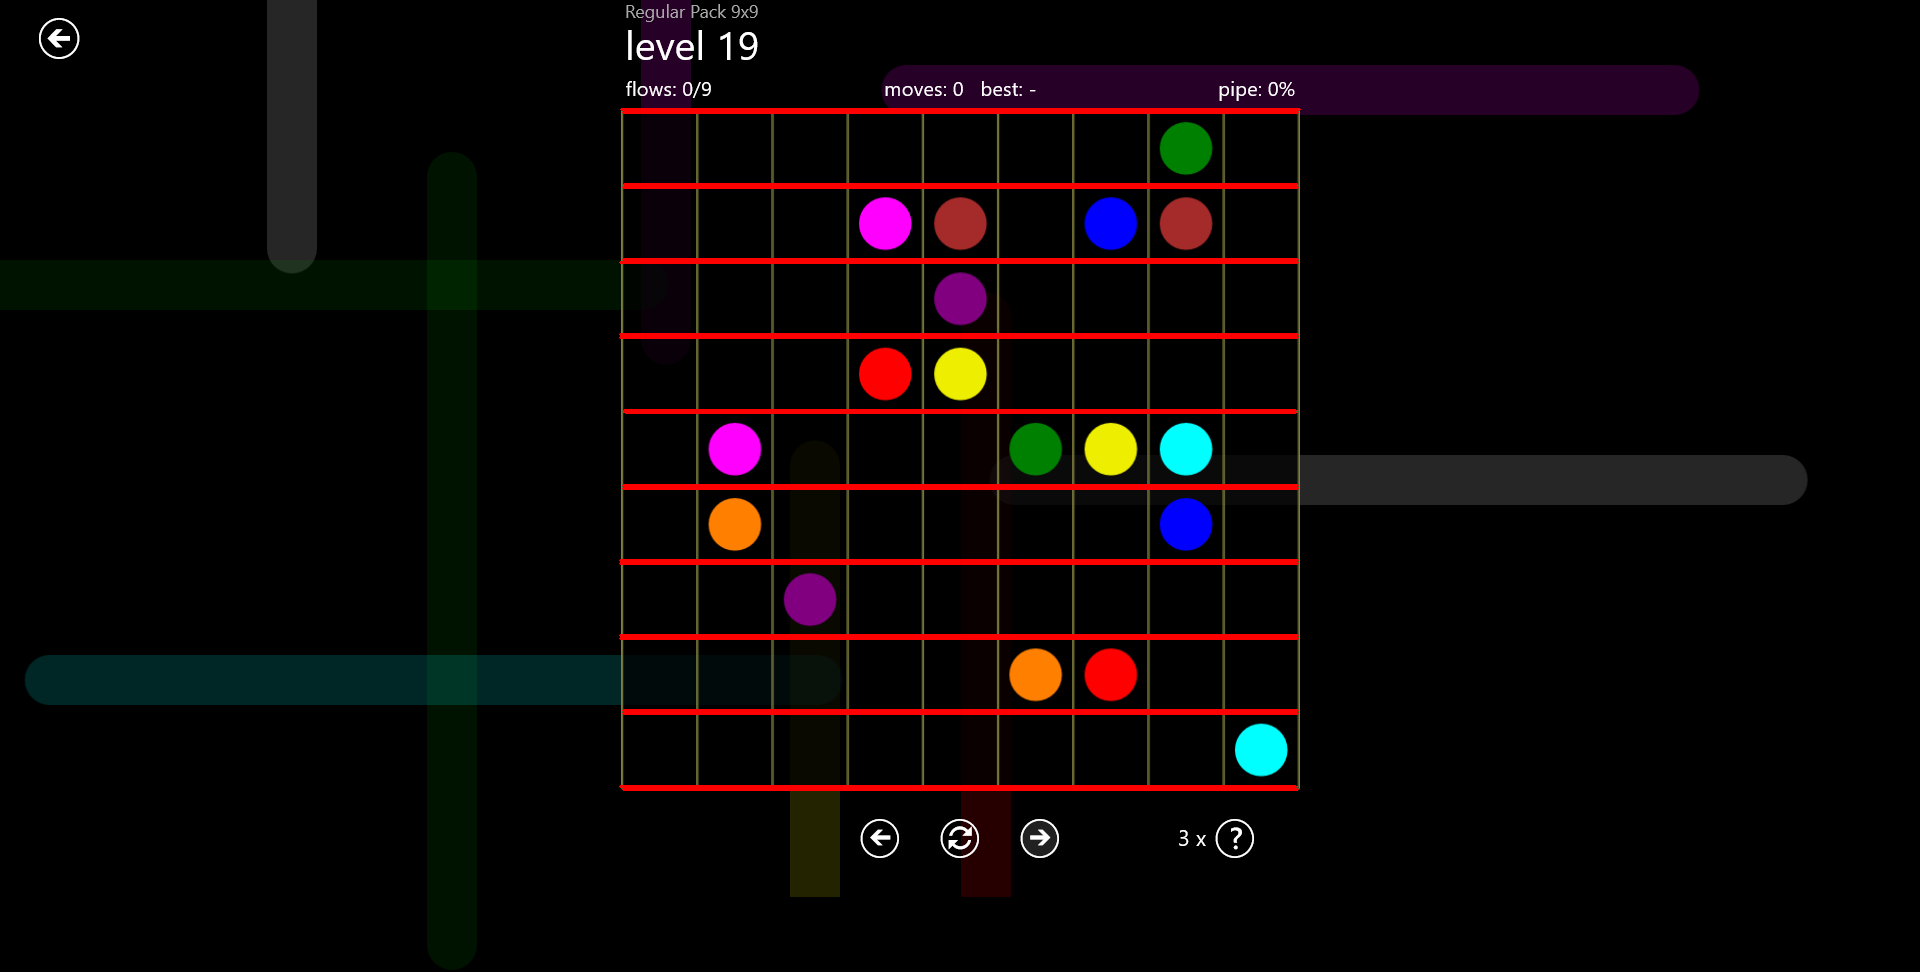 Regular Pack 9x9
level 19
flows: 0/9 moves: 0 best: - pipe: 0%
3 x ?